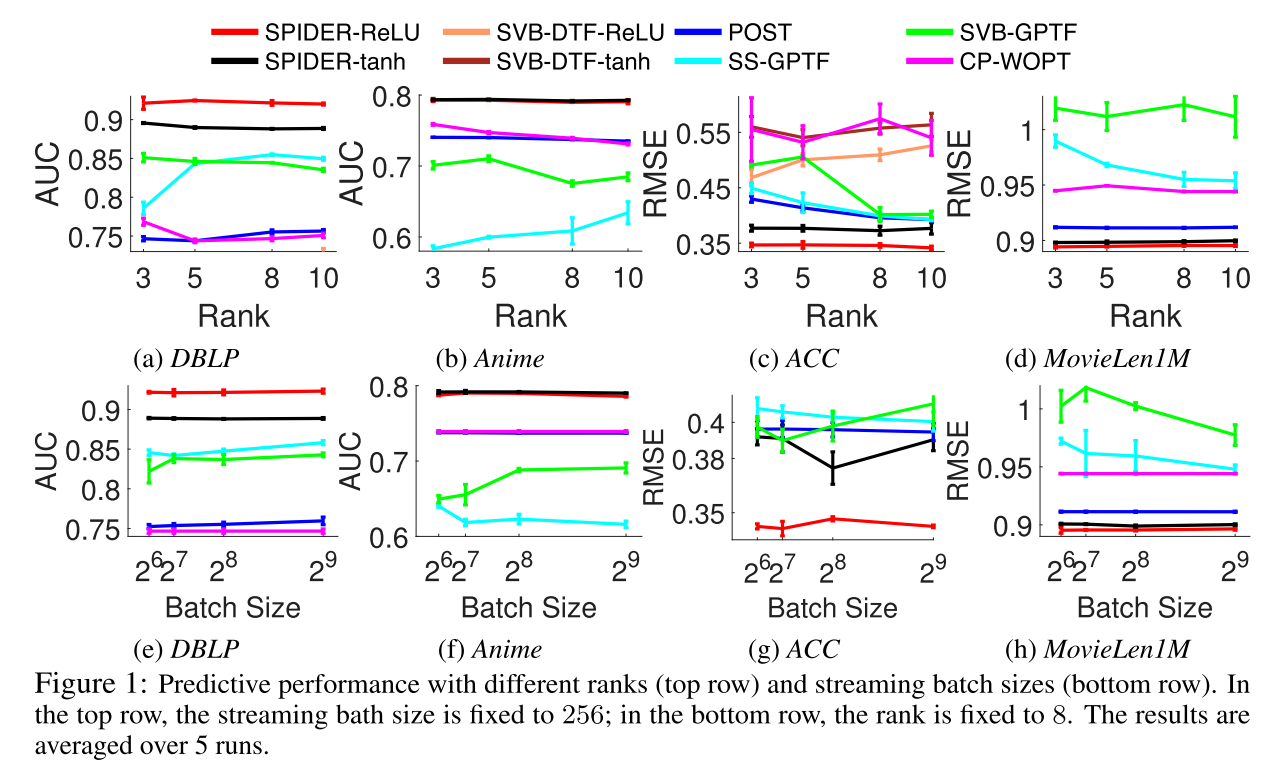 SPIDER-ReLU SVB-DTF-ReLU POST SVB-GPTF
SPIDER-tanh SVB-DTF-tanh SS-GPTF CP-WOPT
AUC
0.9
0.85
0.8
0.75
3 5 8 10
Rank
(a) DBLP
AUC
0.8
0.7
0.6
3 5 8 10
Rank
(b) Anime
RMSE
0.55
0.45
0.35
3 5 8 10
Rank
(c) ACC
RMSE
1
0.95
0.9
3 5 8 10
Rank
(d) MovieLen1M
AUC
0.9
0.85
0.8
0.75
2^6 2^7 2^8 2^9
Batch Size
(e) DBLP
AUC
0.8
0.7
0.6
2^6 2^7 2^8 2^9
Batch Size
(f) Anime
RMSE
0.4
0.38
0.35
2^6 2^7 2^8 2^9
Batch Size
(g) ACC
RMSE
1
0.95
0.9
2^6 2^7 2^8 2^9
Batch Size
(h) MovieLen1M
Figure 1: Predictive performance with different ranks (top row) and streaming batch sizes (bottom row). In
the top row, the streaming bath size is fixed to 256; in the bottom row, the rank is fixed to 8. The results are
averaged over 5 runs.